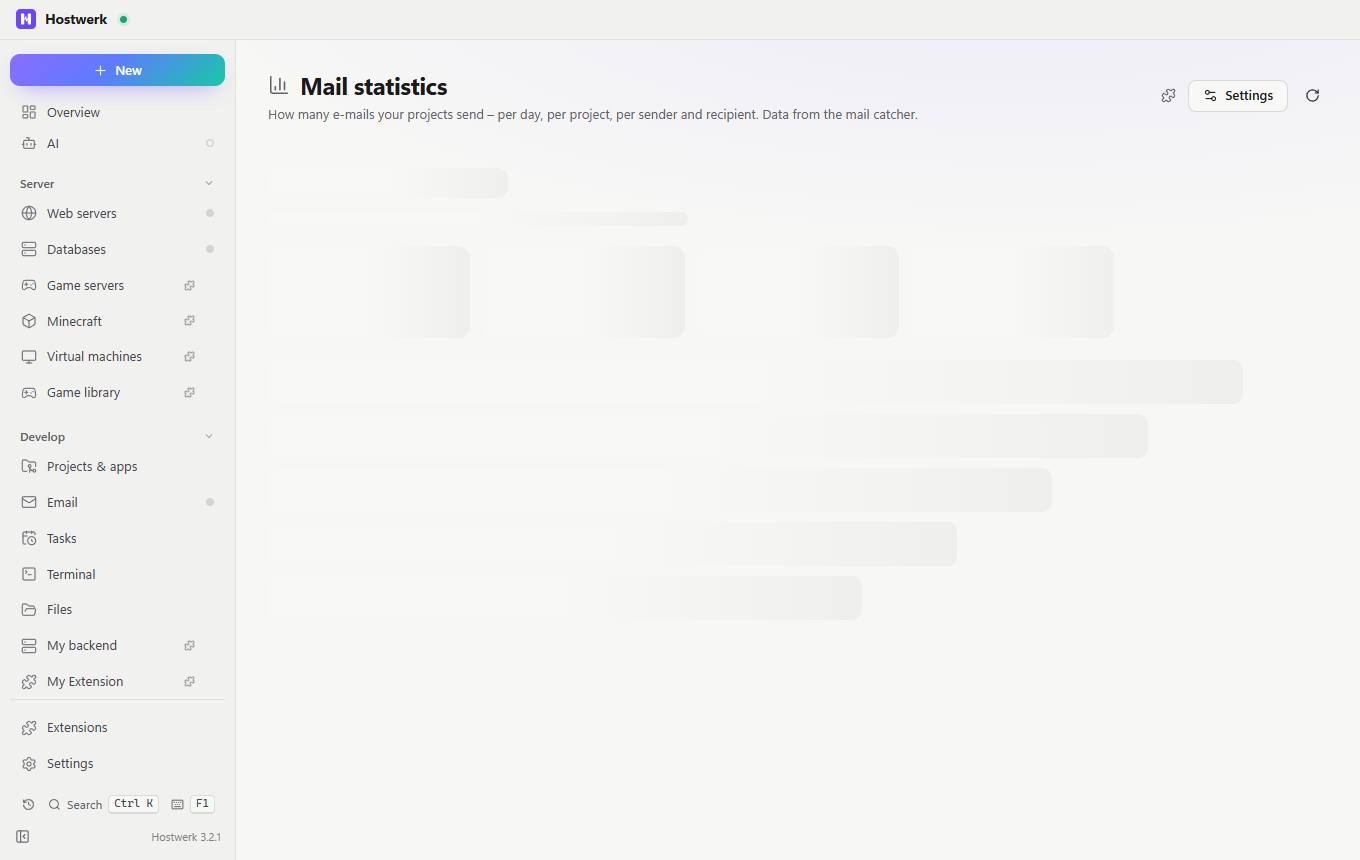 Hostwerk
New
Overview
AI
Server
Web servers
Databases
Game servers
Minecraft
Virtual machines
Game library
Develop
Projects & apps
Email
Tasks
Terminal
Files
My backend
My Extension
Extensions
Settings
Search Ctrl K F1
Hostwerk 3.2.1
Mail statistics
How many e-mails your projects send – per day, per project, per sender and recipient. Data from the mail catcher.
Settings